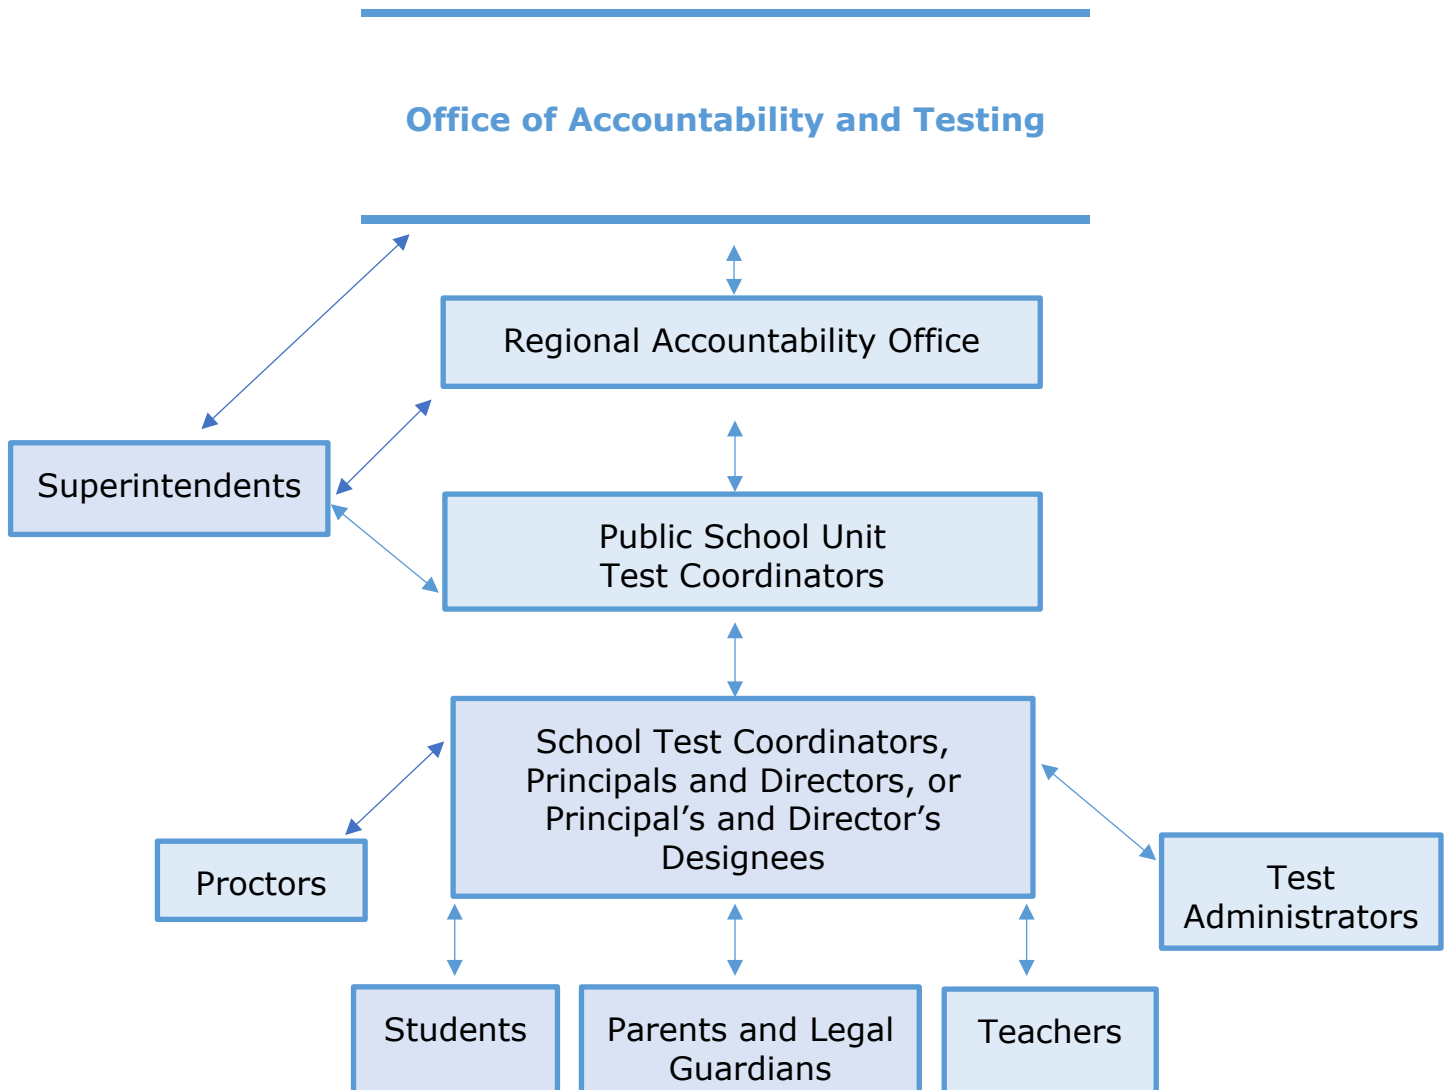 Office of Accountability and Testing
Regional Accountability Office
Superintendents
Public School Unit
Test Coordinators
School Test Coordinators,
Principals and Directors, or
Principal’s and Director’s
Designees
Proctors
Test
Administrators
Students
Parents and Legal
Guardians
Teachers